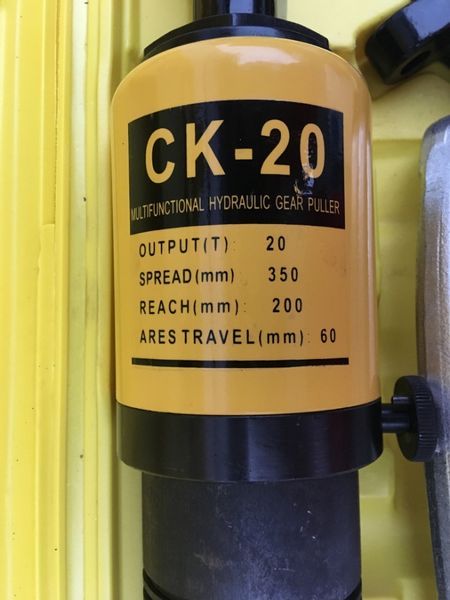 CK-20
MULTIFUNCTIONAL HYDRAULIC GEAR PULLER
OUTPUT(T): 20
SPREAD(mm) 350
REACH(mm): 200
ARES TRAVEL(mm): 60